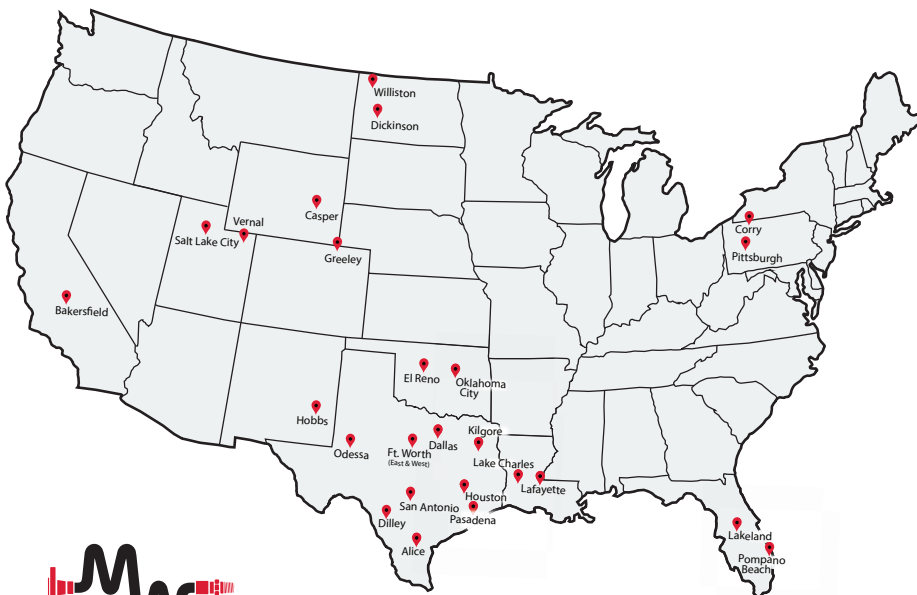 Williston
Dickinson
Casper
Vernal
Salt Lake City
Greeley
Corry
Pittsburgh
Bakersfield
El Reno
Oklahoma
City
Hobbs
Odessa
Ft. Worth
(East & West)
Dallas
Kilgore
Lake Charles
Lafayette
Houston
San Antonio
Pasadena
Dilley
Alice
Lakeland
Pompano
Beach